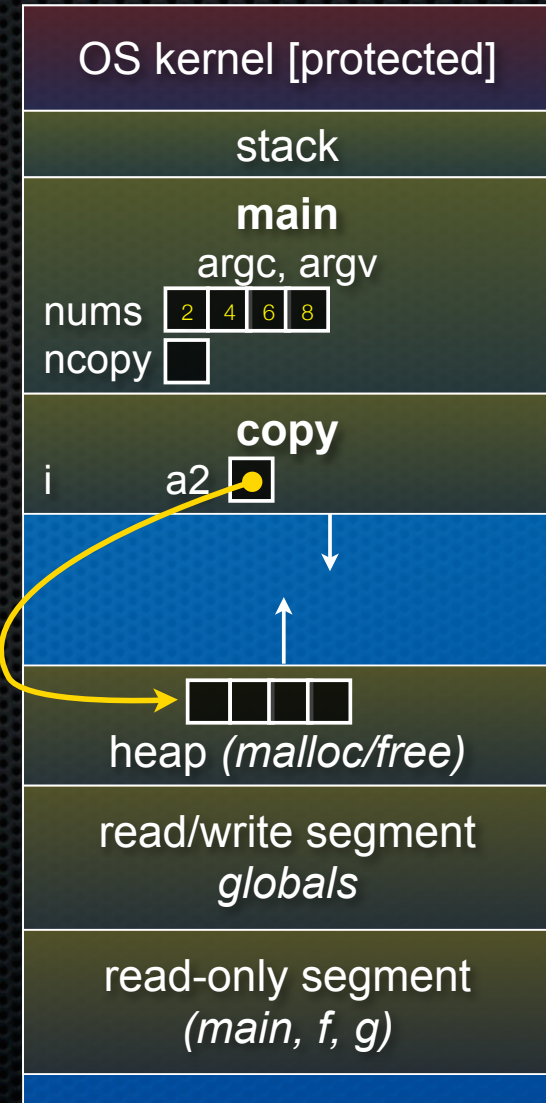 OS kernel [protected]
stack
main
argc, argv
nums 2 4 6 8
ncopy
copy
i a2
heap (malloc/free)
read/write segment
globals
read-only segment
(main, f, g)